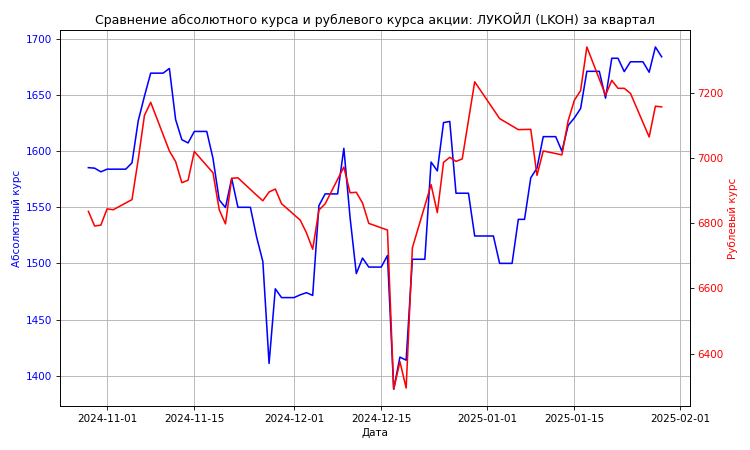 Сравнение абсолютного курса и рублевого курса акции: ЛУКОЙЛ (LKOH) за квартал
1700
1650
1600
1550
1500
1450
1400
Абсолютный курс
7200
7000
6800
6600
6400
Рублевый курс
2024-11-01 2024-11-15 2024-12-01 2024-12-15 2025-01-01 2025-01-15 2025-02-01
Дата